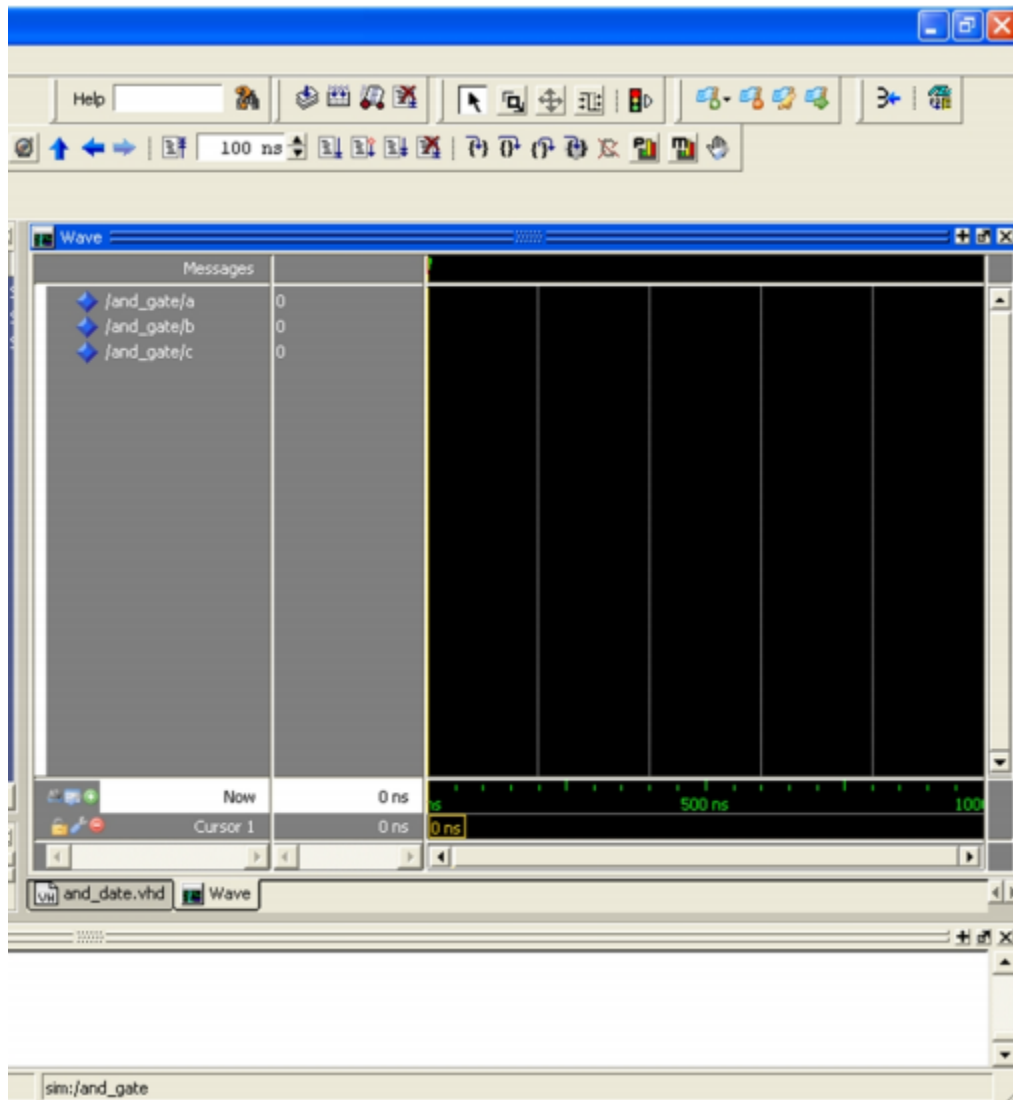 Help
100 ns
Wave
Messages
/and_gate/a 0
/and_gate/b 0
/and_gate/c 0
Now 0 ns
500 ns
Cursor 1 0 ns 0 ns
and_date.vhd Wave
sim:/and_gate